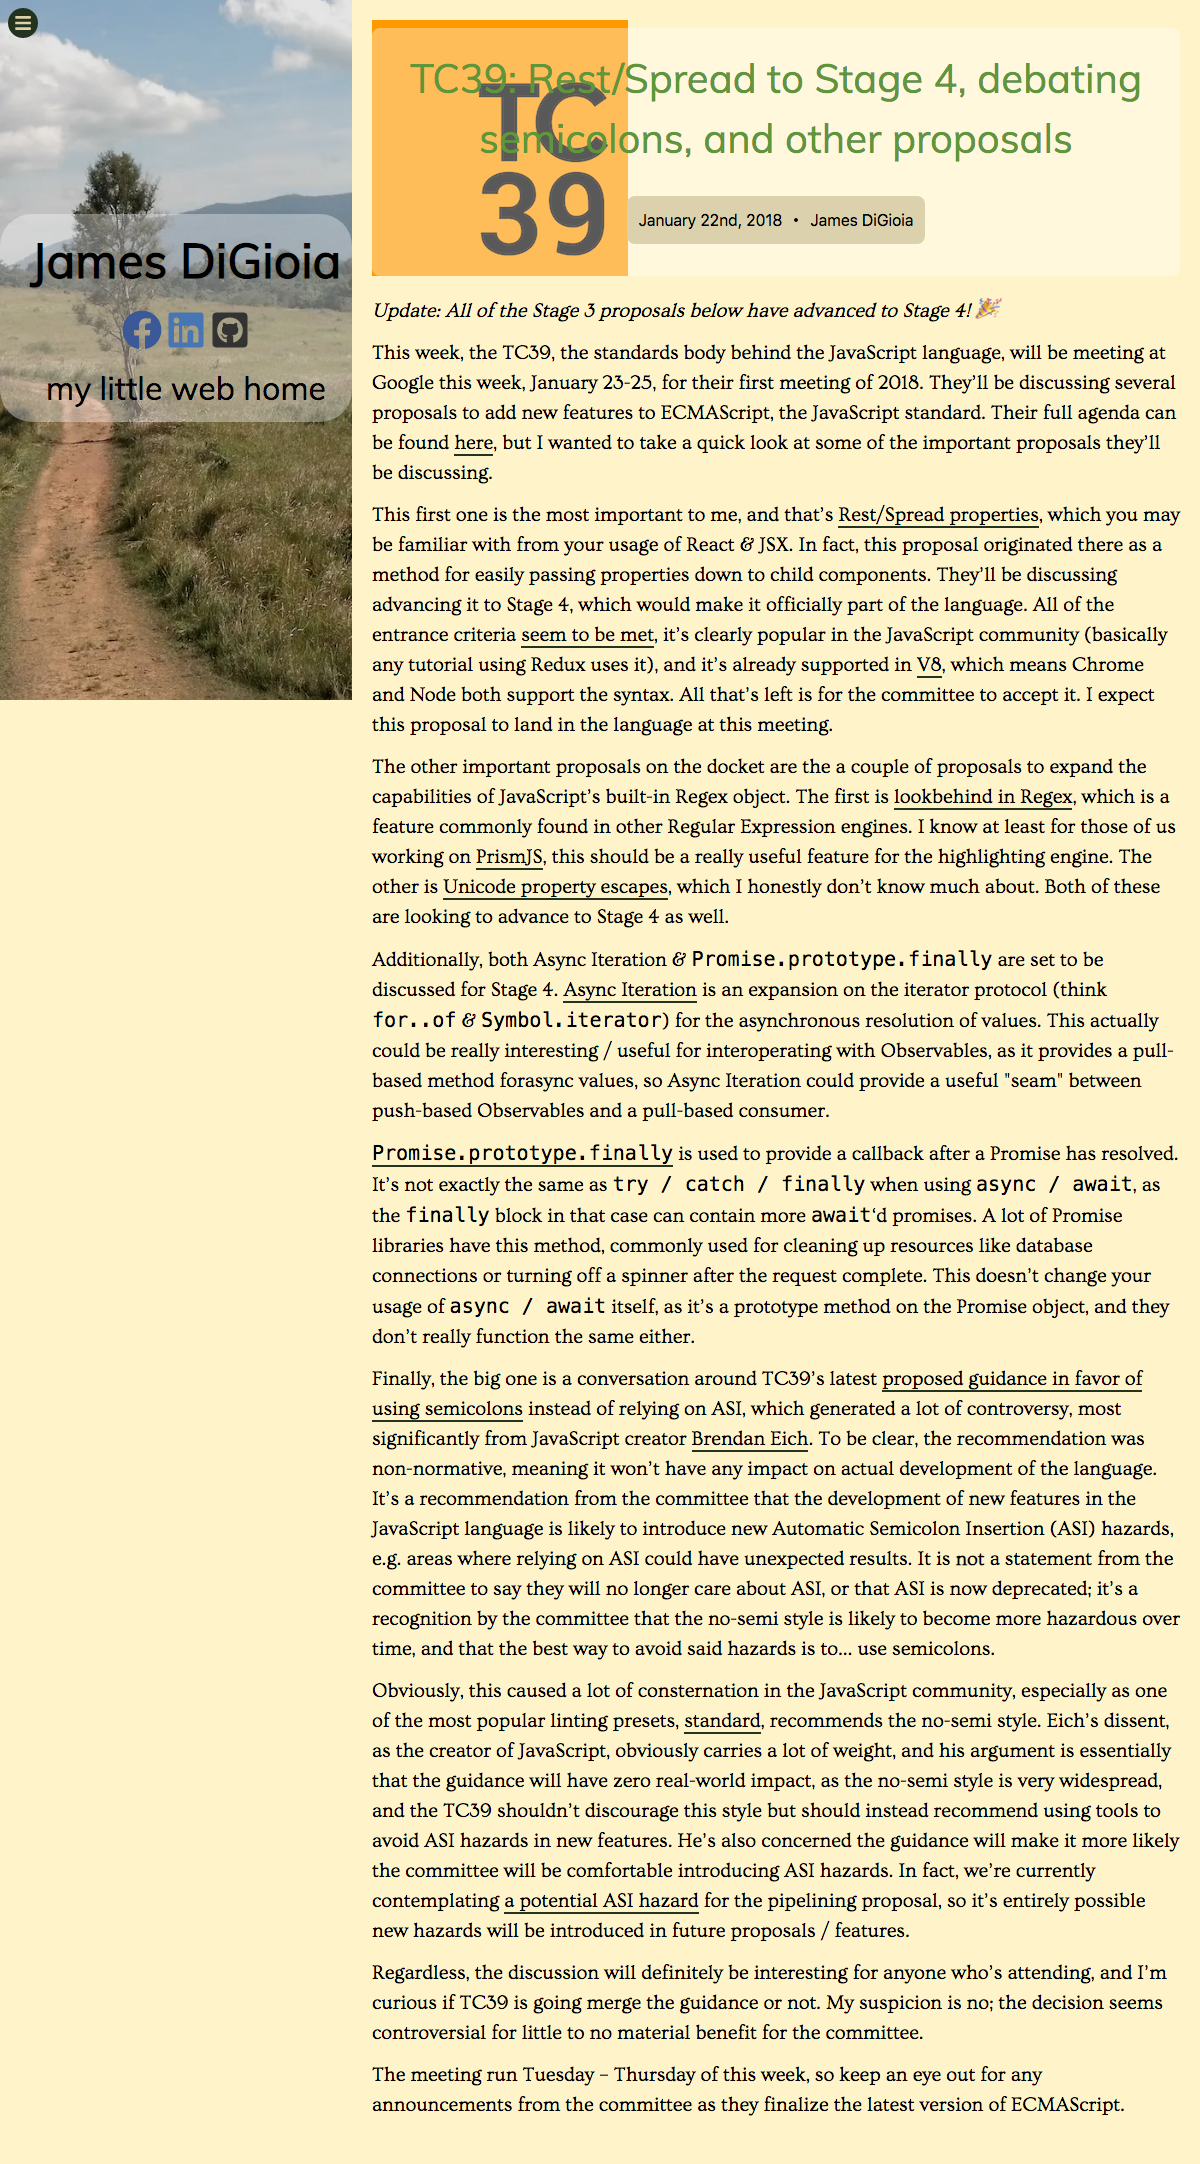 James DiGioia
my little web home
TC
39
TC39: Rest/Spread to Stage 4, debating
semicolons, and other proposals
January 22nd, 2018 • James DiGioia
Update: All of the Stage 3 proposals below have advanced to Stage 4! 🎉
This week, the TC39, the standards body behind the JavaScript language, will be meeting at
Google this week, January 23-25, for their first meeting of 2018. They’ll be discussing several
proposals to add new features to ECMAScript, the JavaScript standard. Their full agenda can
be found here, but I wanted to take a quick look at some of the important proposals they’ll
be discussing.
This first one is the most important to me, and that’s Rest/Spread properties, which you may
be familiar with from your usage of React & JSX. In fact, this proposal originated there as a
method for easily passing properties down to child components. They’ll be discussing
advancing it to Stage 4, which would make it officially part of the language. All of the
entrance criteria seem to be met, it’s clearly popular in the JavaScript community (basically
any tutorial using Redux uses it), and it’s already supported in V8, which means Chrome
and Node both support the syntax. All that’s left is for the committee to accept it. I expect
this proposal to land in the language at this meeting.
The other important proposals on the docket are the a couple of proposals to expand the
capabilities of JavaScript’s built-in Regex object. The first is lookbehind in Regex, which is a
feature commonly found in other Regular Expression engines. I know at least for those of us
working on PrismJS, this should be a really useful feature for the highlighting engine. The
other is Unicode property escapes, which I honestly don’t know much about. Both of these
are looking to advance to Stage 4 as well.
Additionally, both Async Iteration & Promise.prototype.finally are set to be
discussed for Stage 4. Async Iteration is an expansion on the iterator protocol (think
for..of & Symbol.iterator) for the asynchronous resolution of values. This actually
could be really interesting / useful for interoperating with Observables, as it provides a pull-
based method forasync values, so Async Iteration could provide a useful "seam" between
push-based Observables and a pull-based consumer.
Promise.prototype.finally is used to provide a callback after a Promise has resolved.
It’s not exactly the same as try / catch / finally when using async / await, as
the finally block in that case can contain more await‘d promises. A lot of Promise
libraries have this method, commonly used for cleaning up resources like database
connections or turning off a spinner after the request complete. This doesn’t change your
usage of async / await itself, as it’s a prototype method on the Promise object, and they
don’t really function the same either.
Finally, the big one is a conversation around TC39’s latest proposed guidance in favor of
using semicolons instead of relying on ASI, which generated a lot of controversy, most
significantly from JavaScript creator Brendan Eich. To be clear, the recommendation was
non-normative, meaning it won’t have any impact on actual development of the language.
It’s a recommendation from the committee that the development of new features in the
JavaScript language is likely to introduce new Automatic Semicolon Insertion (ASI) hazards,
e.g. areas where relying on ASI could have unexpected results. It is not a statement from the
committee to say they will no longer care about ASI, or that ASI is now deprecated; it’s a
recognition by the committee that the no-semi style is likely to become more hazardous over
time, and that the best way to avoid said hazards is to… use semicolons.
Obviously, this caused a lot of consternation in the JavaScript community, especially as one
of the most popular linting presets, standard, recommends the no-semi style. Eich’s dissent,
as the creator of JavaScript, obviously carries a lot of weight, and his argument is essentially
that the guidance will have zero real-world impact, as the no-semi style is very widespread,
and the TC39 shouldn’t discourage this style but should instead recommend using tools to
avoid ASI hazards in new features. He’s also concerned the guidance will make it more likely
the committee will be comfortable introducing ASI hazards. In fact, we’re currently
contemplating a potential ASI hazard for the pipelining proposal, so it’s entirely possible
new hazards will be introduced in future proposals / features.
Regardless, the discussion will definitely be interesting for anyone who’s attending, and I’m
curious if TC39 is going merge the guidance or not. My suspicion is no; the decision seems
controversial for little to no material benefit for the committee.
The meeting run Tuesday – Thursday of this week, so keep an eye out for any
announcements from the committee as they finalize the latest version of ECMAScript.